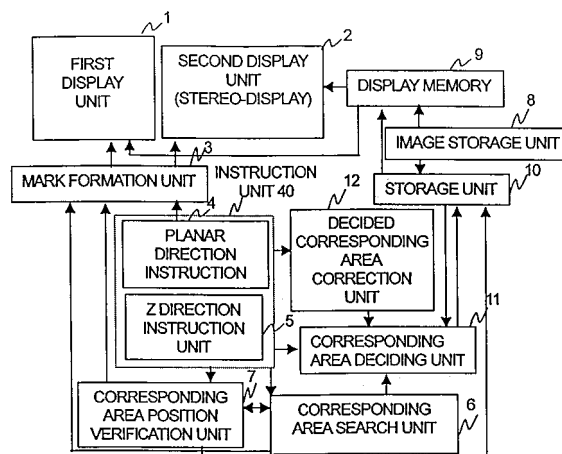 1
FIRST
DISPLAY
UNIT
2
SECOND DISPLAY
UNIT
(STEREO-DISPLAY)
9
DISPLAY MEMORY
8
IMAGE STORAGE UNIT
3
MARK FORMATION UNIT
10
STORAGE UNIT
INSTRUCTION
UNIT 40
4
PLANAR
DIRECTION
INSTRUCTION
12
DECIDED
CORRESPONDING
AREA
CORRECTION
UNIT
5
Z DIRECTION
INSTRUCTION
UNIT
11
CORRESPONDING
AREA DECIDING UNIT
7
CORRESPONDING
AREA POSITION
VERIFICATION UNIT
6
CORRESPONDING
AREA SEARCH UNIT